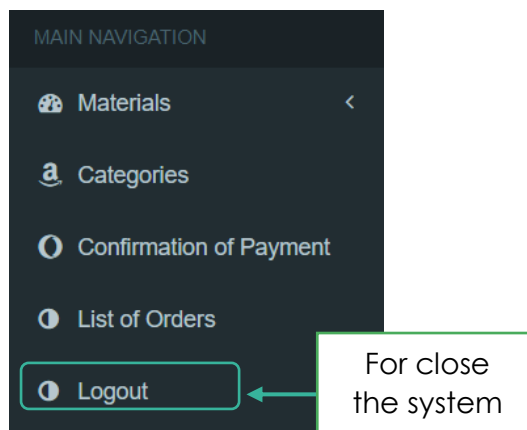 MAIN NAVIGATION
Materials
Categories
Confirmation of Payment
List of Orders
Logout
For close
the system